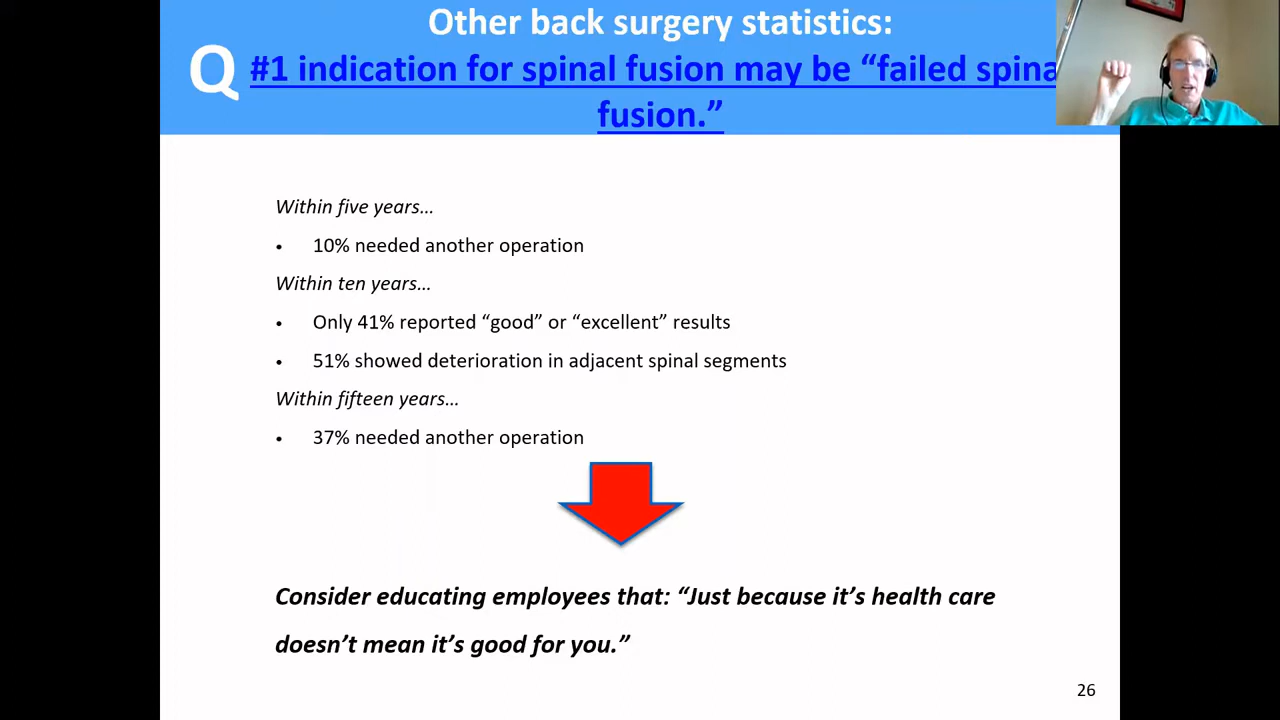 Other back surgery statistics:
Q #1 indication for spinal fusion may be “failed spina
fusion.”
Within five years…
• 10% needed another operation
Within ten years…
• Only 41% reported “good” or “excellent” results
• 51% showed deterioration in adjacent spinal segments
Within fifteen years…
• 37% needed another operation
Consider educating employees that: “Just because it’s health care
doesn’t mean it’s good for you.”
26